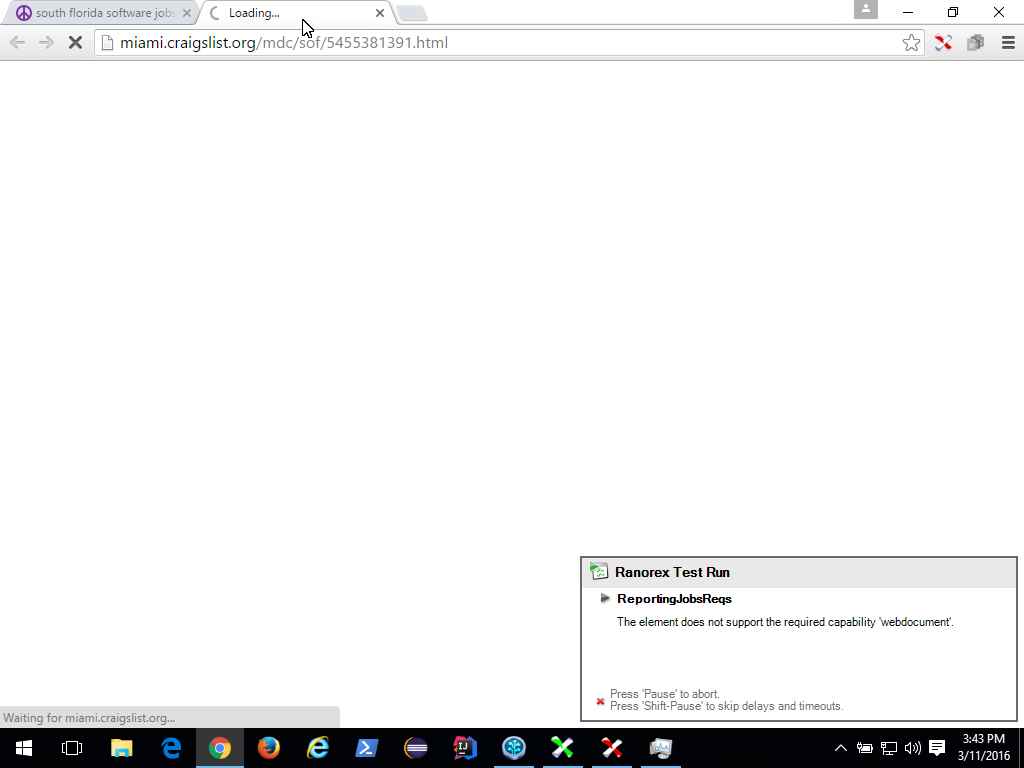 south florida software jobs
Loading...
miami.craigslist.org/mdc/sof/5455381391.html
Ranorex Test Run
ReportingJobsReqs
The element does not support the required capability 'webdocument'.
Press 'Pause' to abort.
Press 'Shift-Pause' to skip delays and timeouts.
Waiting for miami.craigslist.org...
IJ
3:43 PM
3/11/2016